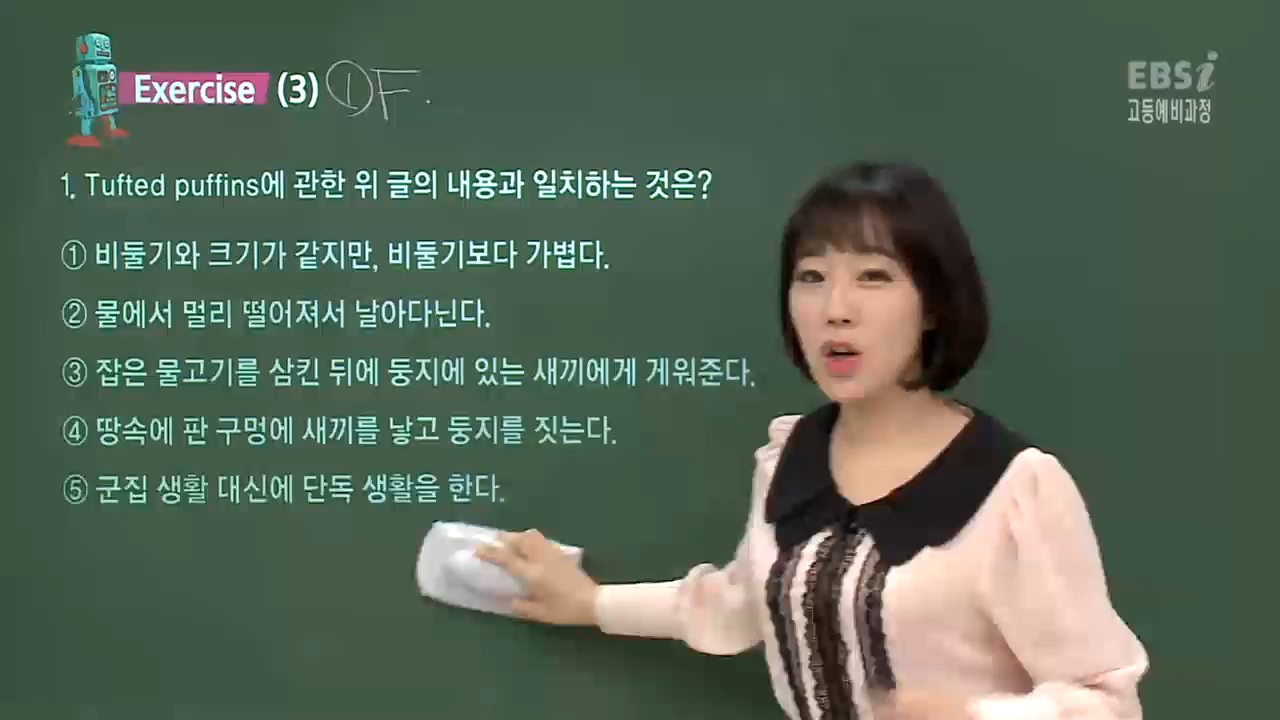 Exercise (3) ① F.
EBSi
고등예비과정
1. Tufted puffins에 관한 위 글의 내용과 일치하는 것은?
① 비둘기와 크기가 같지만, 비둘기보다 가볍다.
② 물에서 멀리 떨어져서 날아다닌다.
③ 잡은 물고기를 삼킨 뒤에 둥지에 있는 새끼에게 게워준다.
④ 땅속에 판 구멍에 새끼를 낳고 둥지를 짓는다.
⑤ 군집 생활 대신에 단독 생활을 한다.